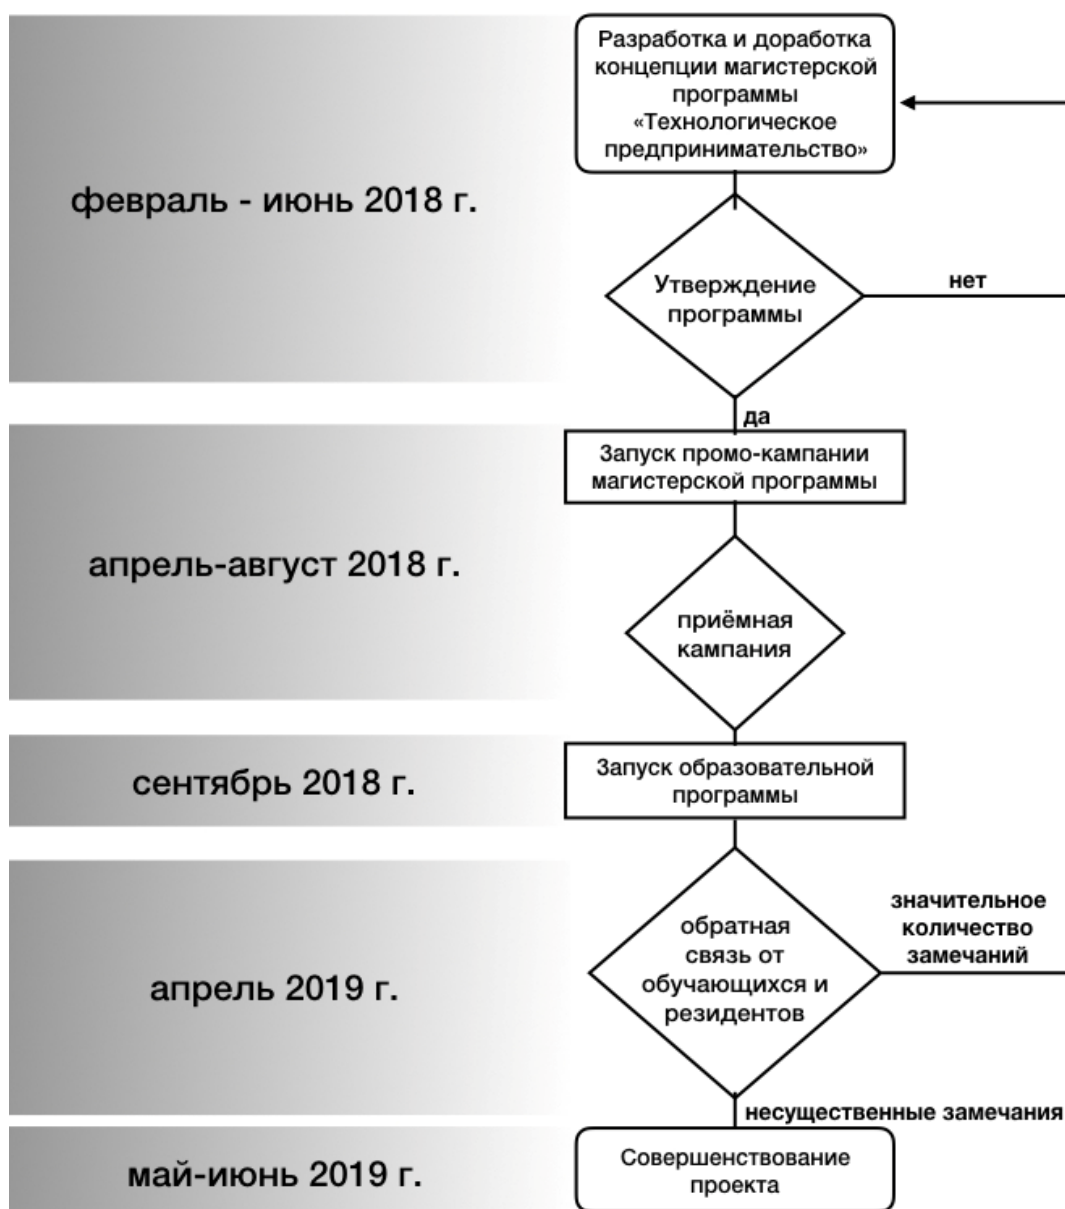 Разработка и доработка
концепции магистерской
программы
«Технологическое
предпринимательство»
февраль - июнь 2018 г.
Утверждение
программы
нет
да
Запуск промо-кампании
магистерской программы
апрель-август 2018 г.
приёмная
кампания
сентябрь 2018 г.
Запуск образовательной
программы
значительное
количество
замечаний
обратная
связь от
обучающихся и
резидентов
апрель 2019 г.
несущественные замечания
май-июнь 2019 г.
Совершенствование
проекта